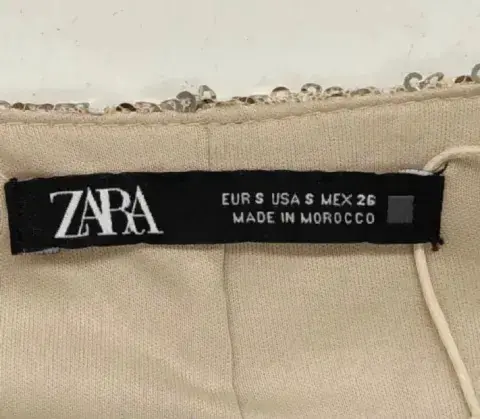 ZARA
EUR S USA S MEX 26
MADE IN MOROCCO